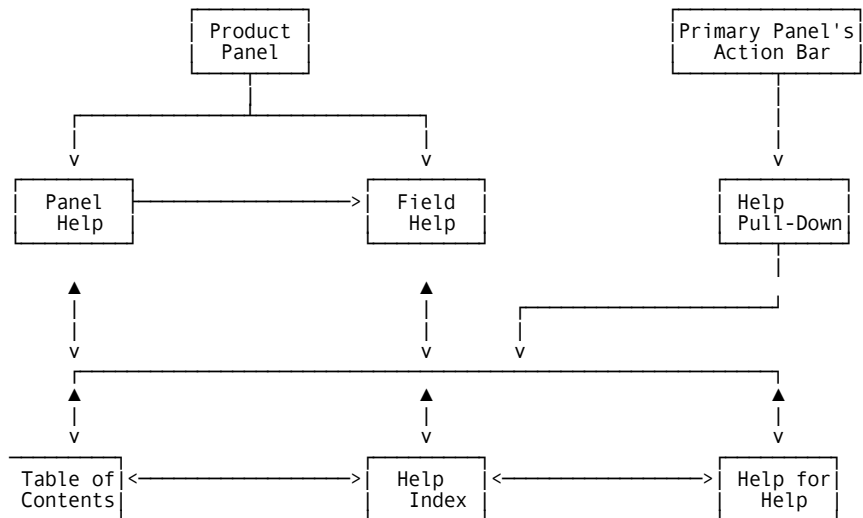 Product
Panel
Primary Panel's
Action Bar
Panel
Help
Field
Help
Help
Pull-Down
Table of
Contents
Help
Index
Help for
Help